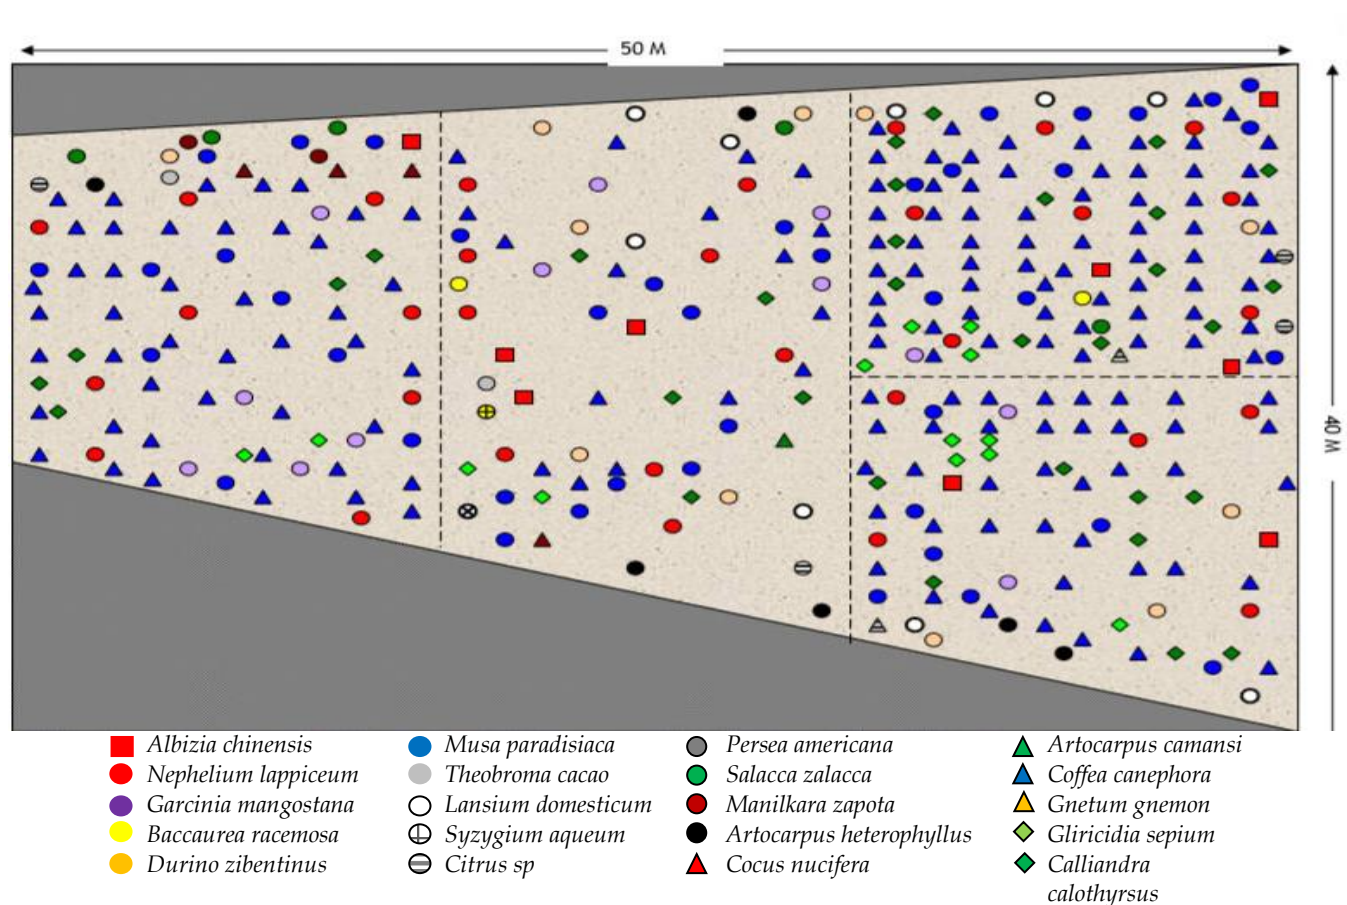 50 M
40 M
Albizia chinensis
Nephelium lappiceum
Garcinia mangostana
Baccaurea racemosa
Durino zibentinus
Musa paradisiaca
Theobroma cacao
Lansium domesticum
Syzygium aqueum
Citrus sp
Persea americana
Salacca zalacca
Manilkara zapota
Artocarpus heterophyllus
Cocus nucifera
Artocarpus camansi
Coffea canephora
Gnetum gnemon
Gliricidia sepium
Calliandra
calothyrsus